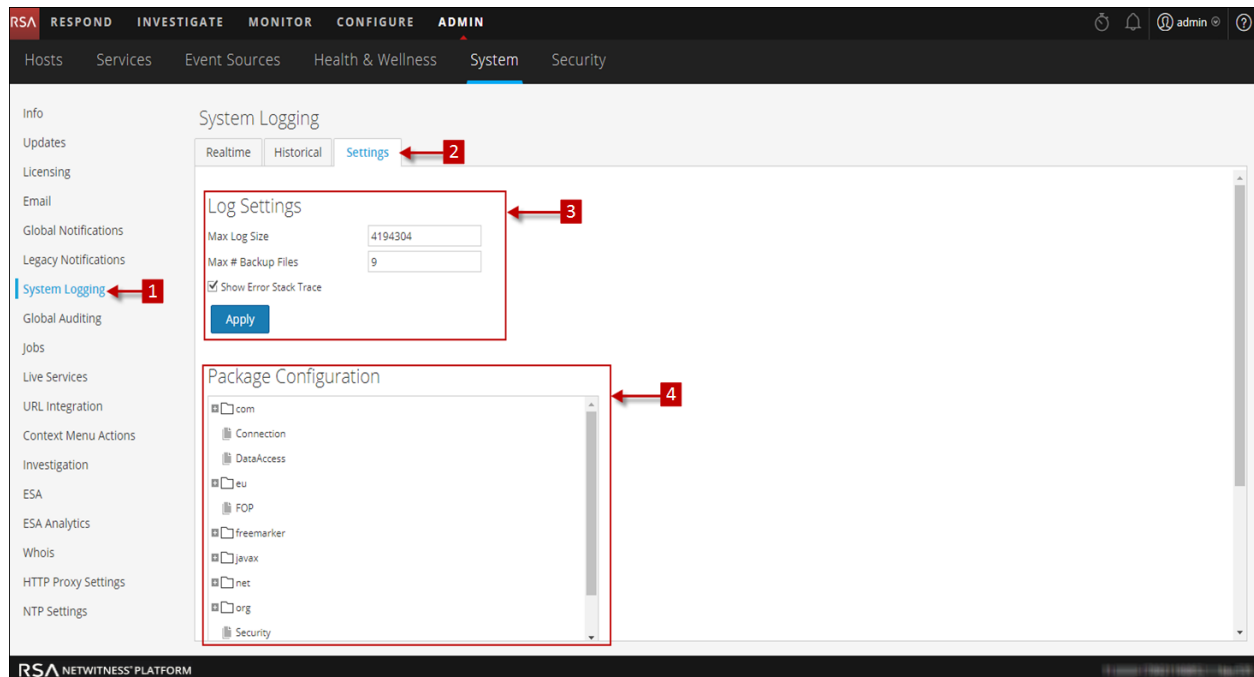 RSA RESPOND INVESTIGATE MONITOR CONFIGURE ADMIN admin ?
Hosts Services Event Sources Health & Wellness System Security
Info
Updates
Licensing
Email
Global Notifications
Legacy Notifications
System Logging 1
Global Auditing
Jobs
Live Services
URL Integration
Context Menu Actions
Investigation
ESA
ESA Analytics
Whois
HTTP Proxy Settings
NTP Settings
System Logging
Realtime Historical Settings 2
Log Settings 3
Max Log Size 4194304
Max # Backup Files 9
Show Error Stack Trace
Apply
Package Configuration 4
com
Connection
DataAccess
eu
FOP
freemarker
javax
net
org
Security
RSA NETWITNESS® PLATFORM